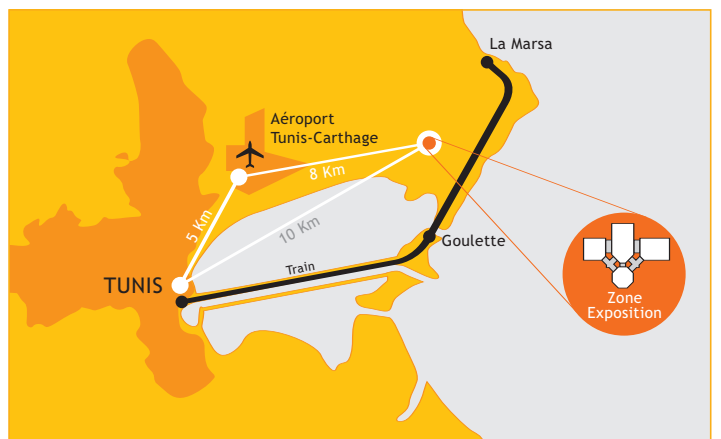 La Marsa
Aéroport
Tunis-Carthage
8 Km
5 Km
10 Km
Goulette
Train
TUNIS
Zone
Exposition